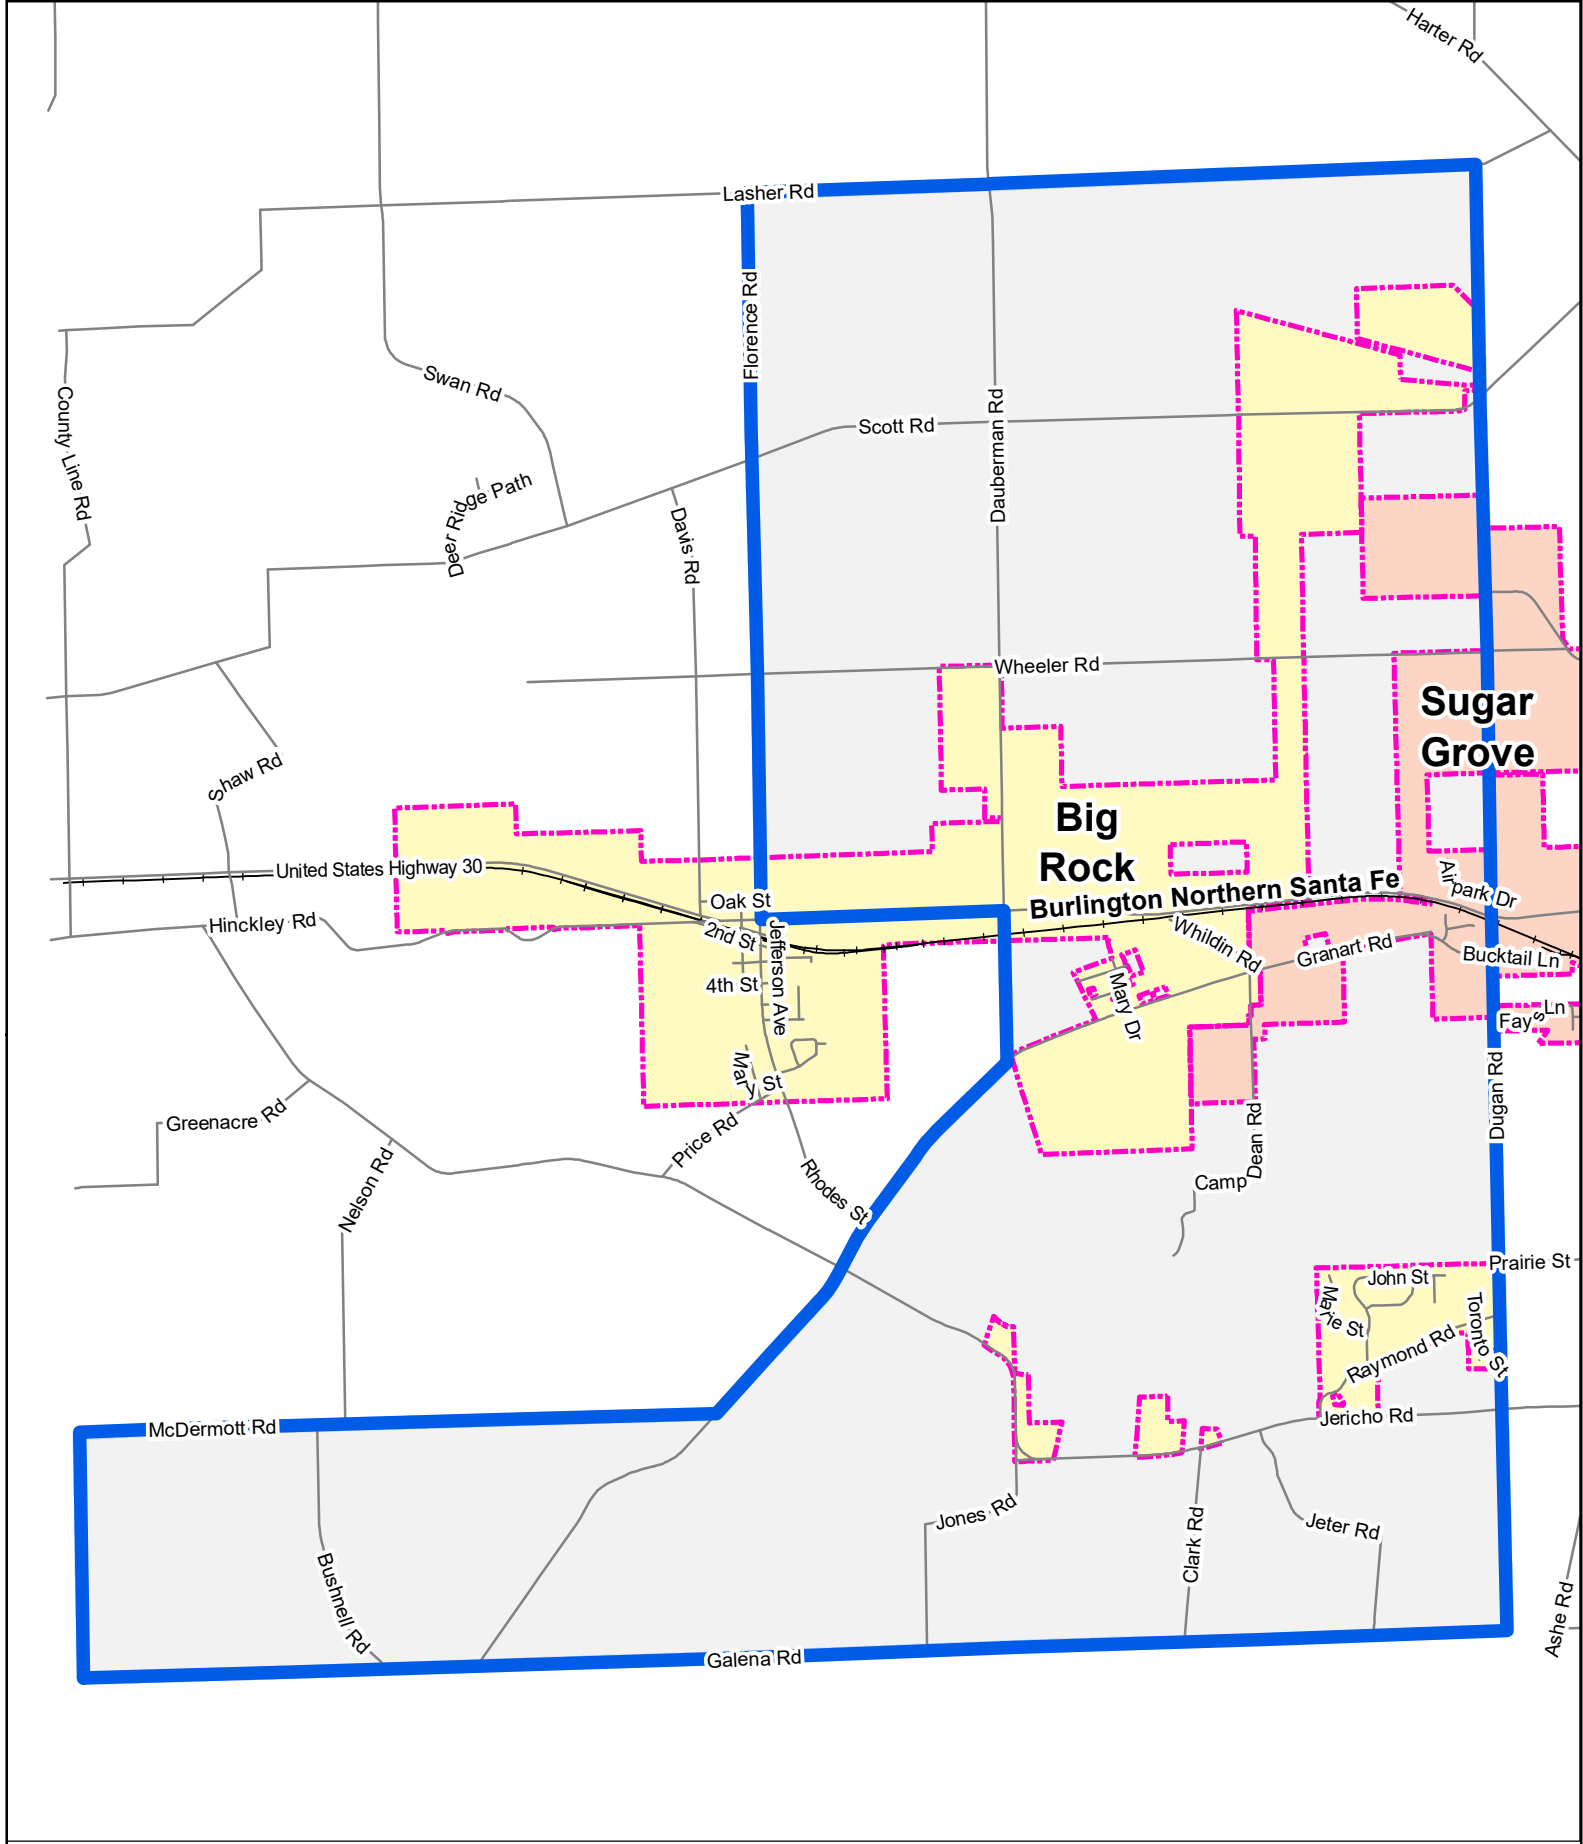 Harter Rd
Lasher Rd
Florence Rd
Swan Rd
County Line Rd
Scott Rd
Dauberman Rd
Deer Ridge Path
Davis Rd
Wheeler Rd
Sugar
Grove
Shaw Rd
Big
Rock
United States Highway 30
Burlington Northern Santa Fe
Airpark Dr
Oak St
Hinckley Rd
2nd St
Jefferson Ave
Whildin Rd
Granart Rd
Bucktail Ln
4th St
Mary Dr
Fays Ln
Mary St
Dugan Rd
Greenacre Rd
Price Rd
Dean Rd
Nelson Rd
Rhodes St
Camp
Prairie St
John St
Marie St
Toronto St
Raymond Rd
McDermott Rd
Jericho Rd
Jones Rd
Clark Rd
Jeter Rd
Bushnell Rd
Ashe Rd
Galena Rd